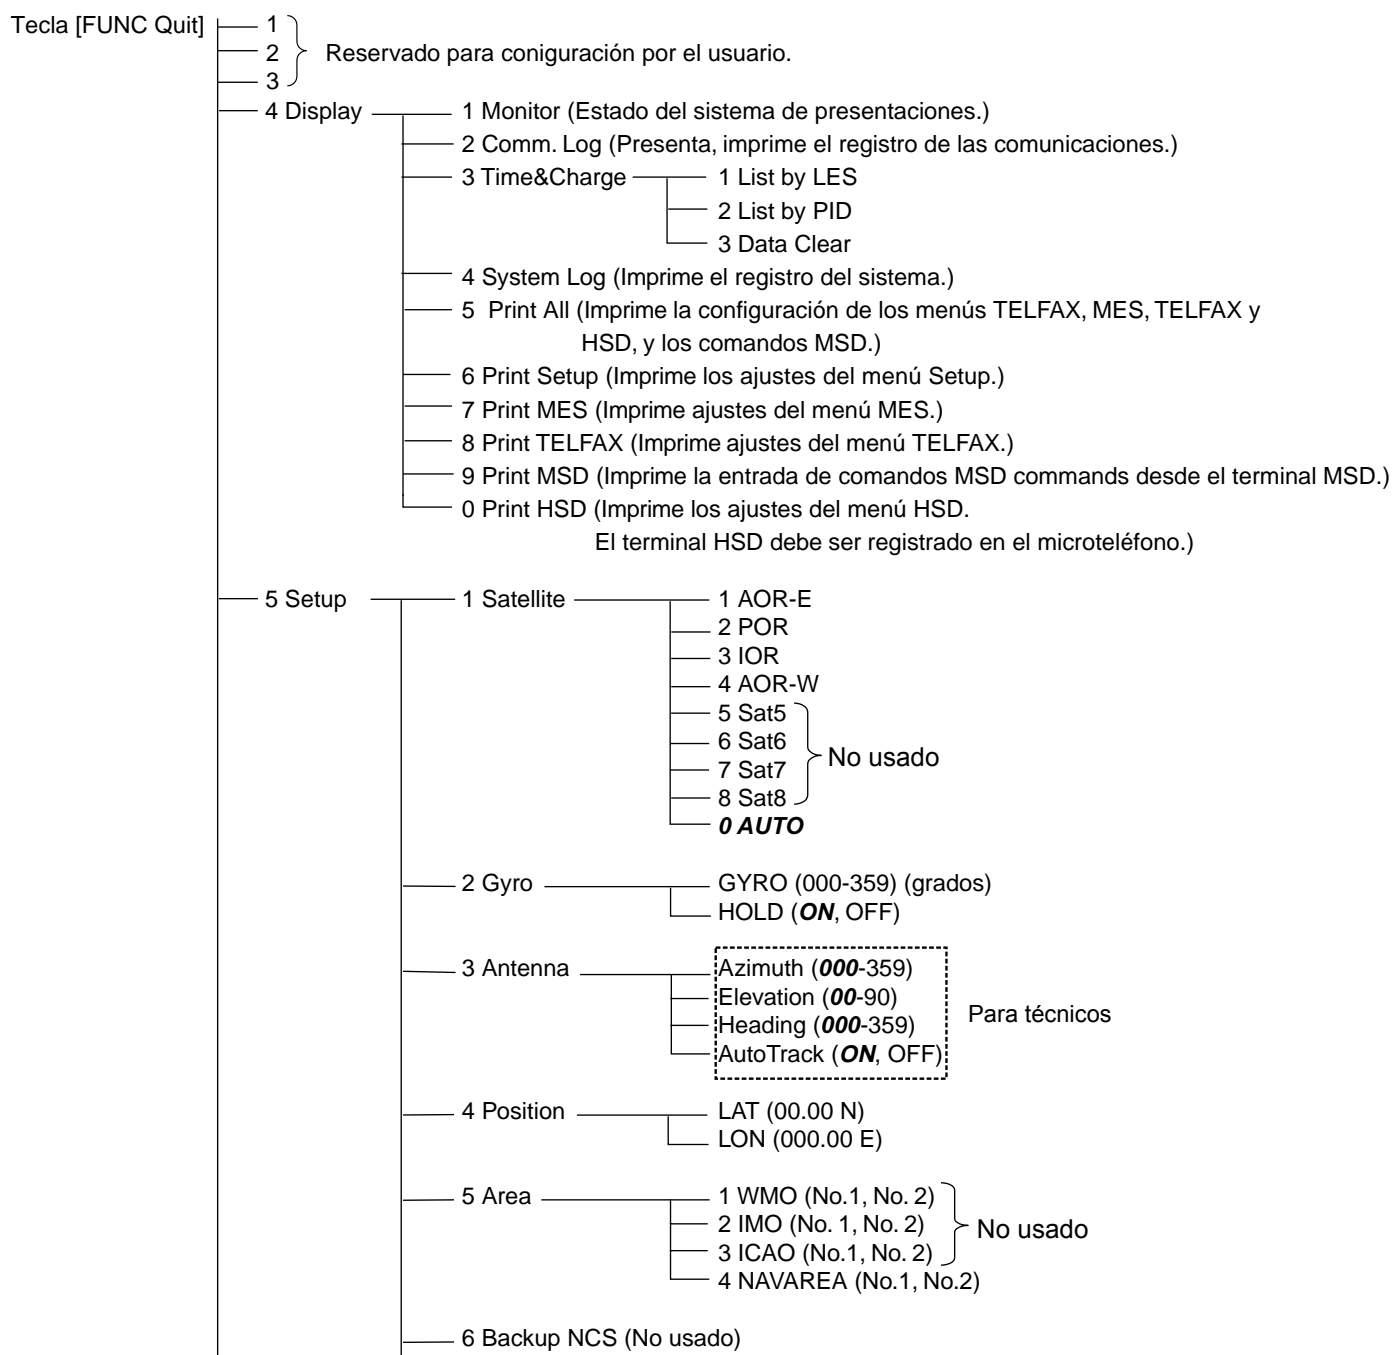 Tecla [FUNC Quit]
1
2
3
Reservado para coniguración por el usuario.
4 Display
1 Monitor (Estado del sistema de presentaciones.)
2 Comm. Log (Presenta, imprime el registro de las comunicaciones.)
3 Time&Charge
1 List by LES
2 List by PID
3 Data Clear
4 System Log (Imprime el registro del sistema.)
5 Print All (Imprime la configuración de los menús TELFAX, MES, TELFAX y
HSD, y los comandos MSD.)
6 Print Setup (Imprime los ajustes del menú Setup.)
7 Print MES (Imprime ajustes del menú MES.)
8 Print TELFAX (Imprime ajustes del menú TELFAX.)
9 Print MSD (Imprime la entrada de comandos MSD commands desde el terminal MSD.)
0 Print HSD (Imprime los ajustes del menú HSD.
El terminal HSD debe ser registrado en el microteléfono.)
5 Setup
1 Satellite
1 AOR-E
2 POR
3 IOR
4 AOR-W
5 Sat5
6 Sat6
7 Sat7
8 Sat8
No usado
0 AUTO
2 Gyro
GYRO (000-359) (grados)
HOLD (ON, OFF)
3 Antenna
Azimuth (000-359)
Elevation (00-90)
Heading (000-359)
AutoTrack (ON, OFF)
Para técnicos
4 Position
LAT (00.00 N)
LON (000.00 E)
5 Area
1 WMO (No.1, No. 2)
2 IMO (No. 1, No. 2)
3 ICAO (No.1, No. 2)
No usado
4 NAVAREA (No.1, No.2)
6 Backup NCS (No usado)